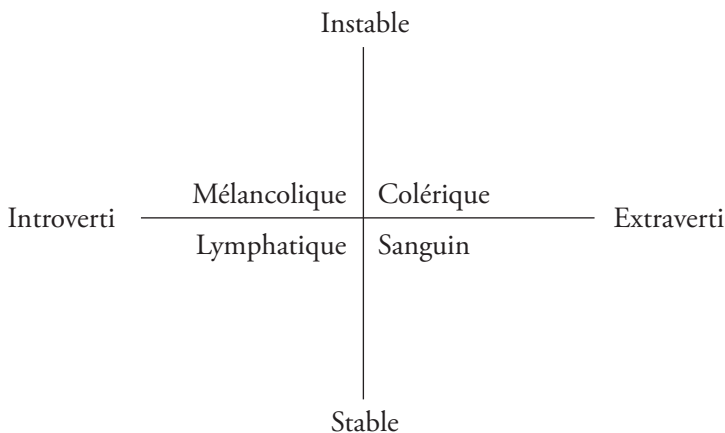 Instable
Mélancolique Colérique
Introverti Extraverti
Lymphatique Sanguin
Stable